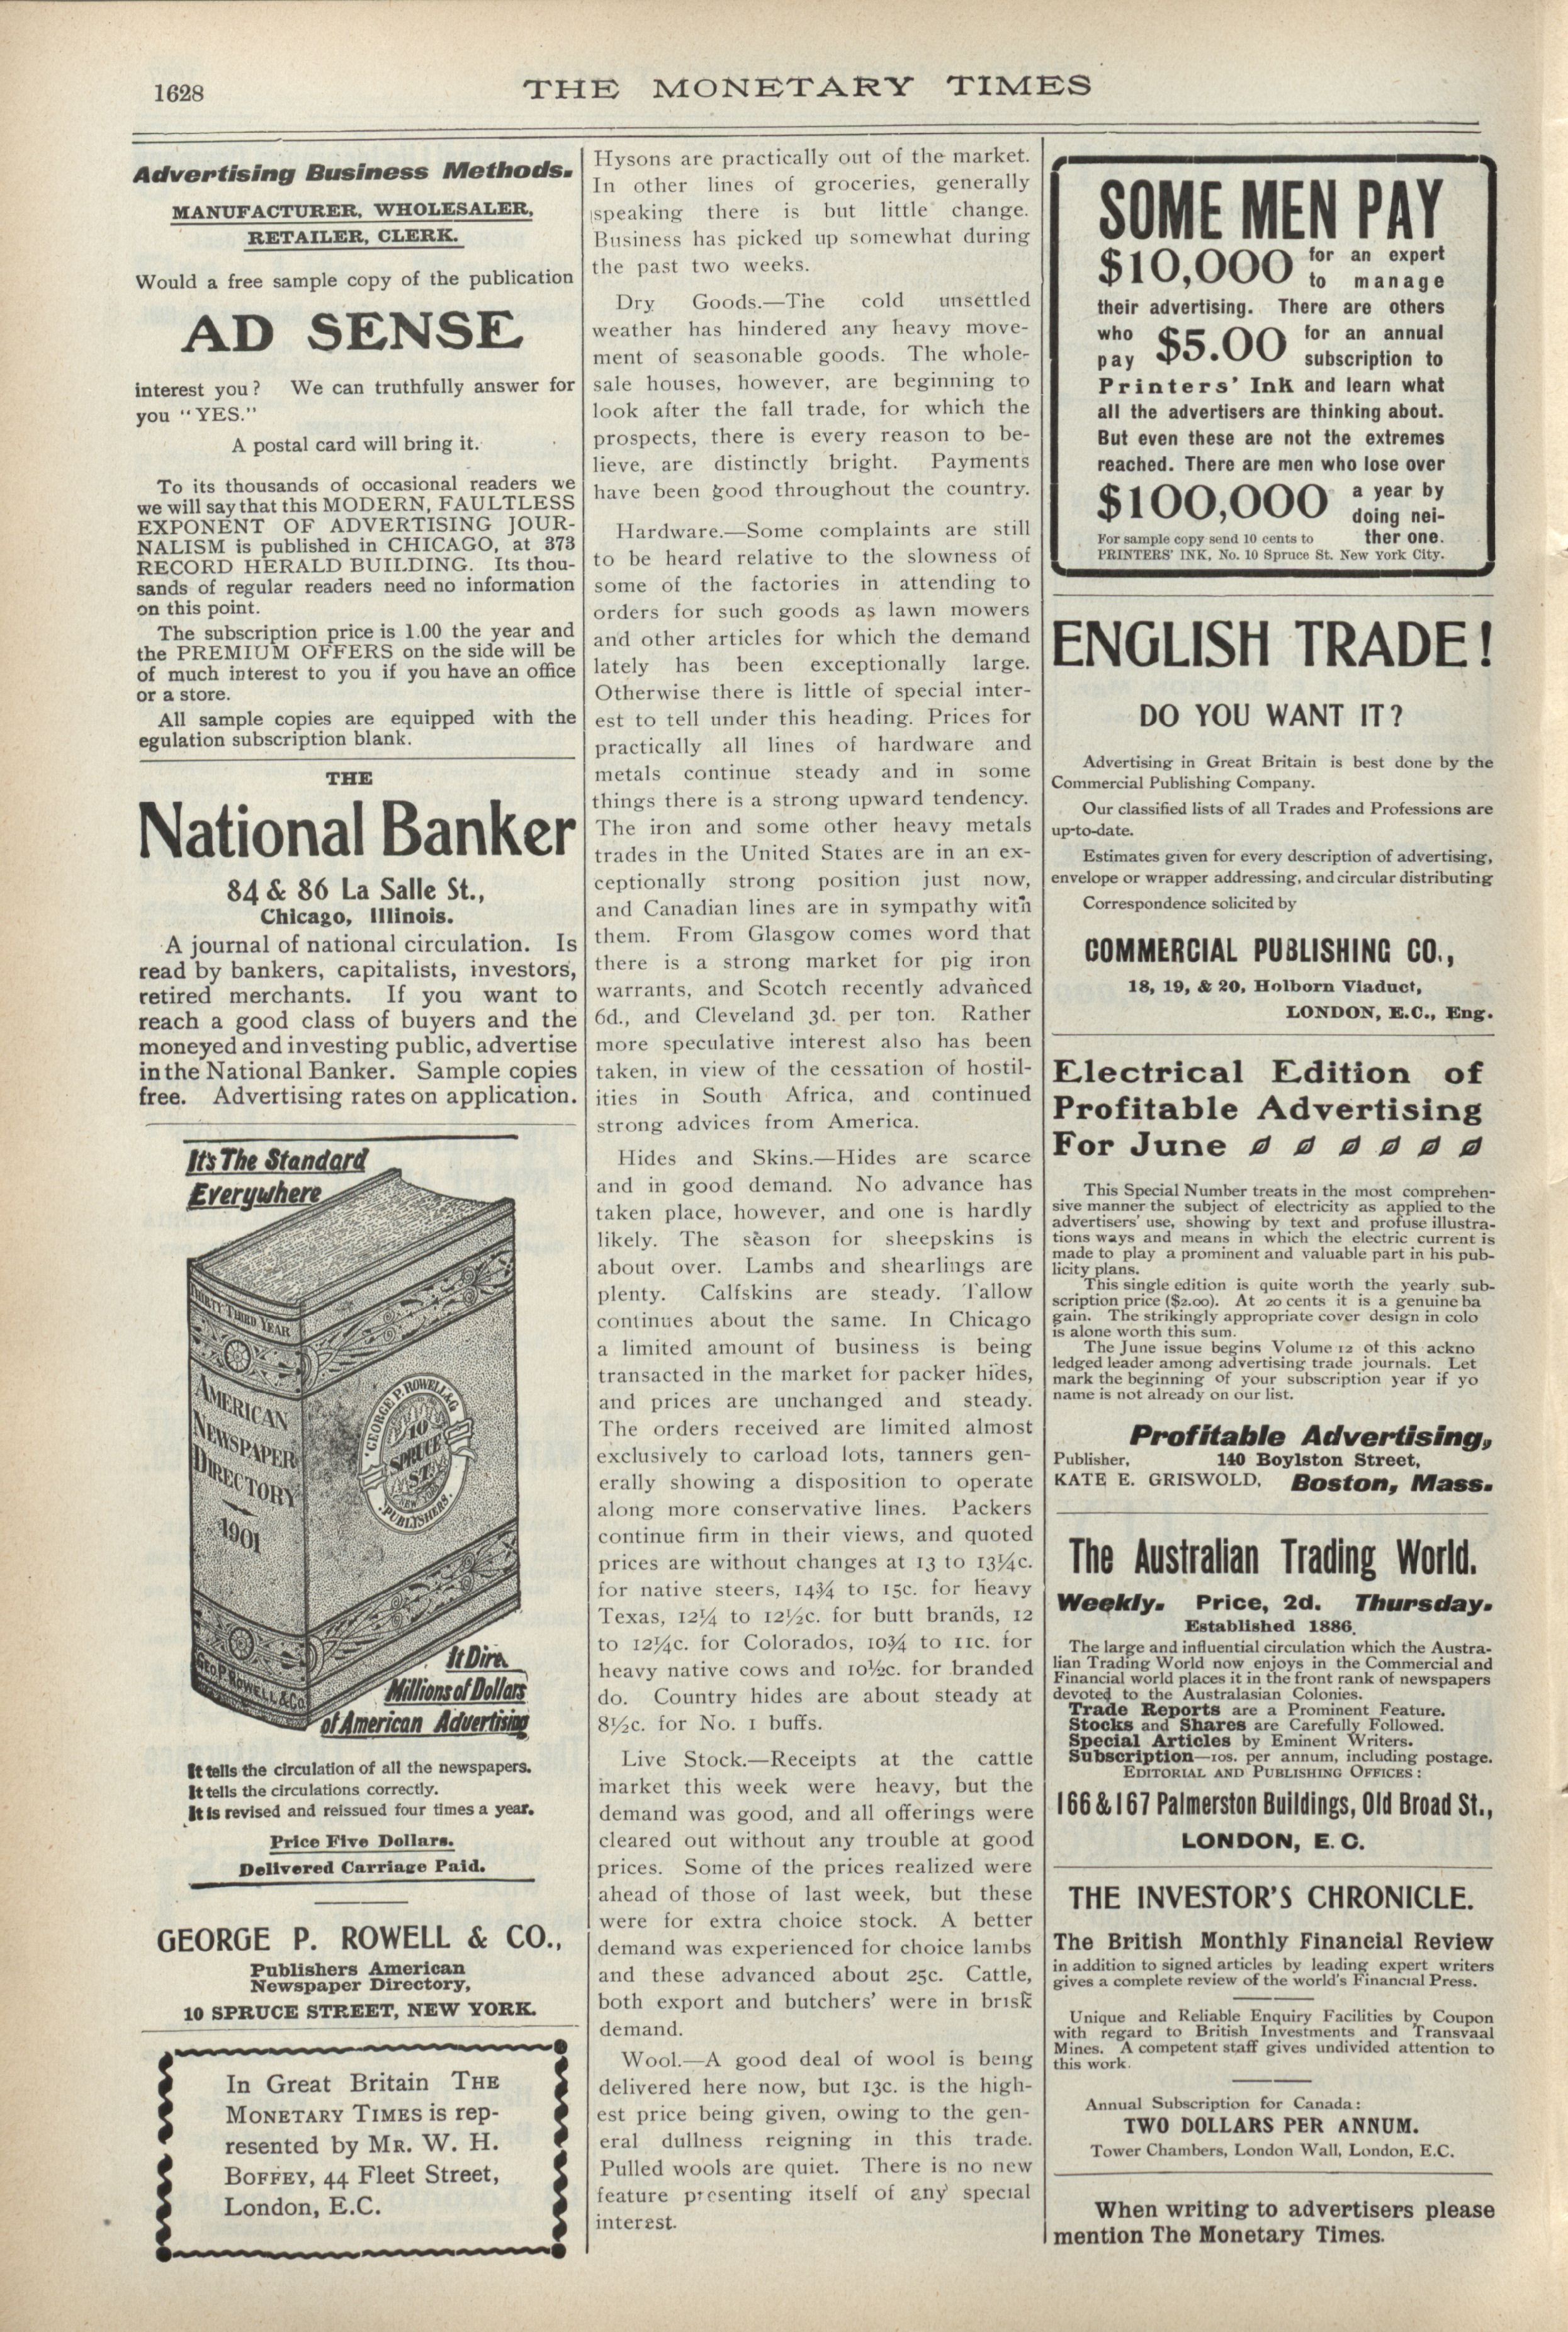 1628
THE MONETARY TIMES
Advertising Business Methods.
MANUFACTURER, WHOLESALER,
RETAILER, CLERK.
Would a free sample copy of the publication
AD SENSE
interest you? We can truthfully answer for
you "YES."
A postal card will bring it.
To its thousands of occasional readers we
we will say that this MODERN, FAULTLESS
EXPONENT OF ADVERTISING JOUR-
NALISM is published in CHICAGO, at 373
RECORD HERALD BUILDING. Its thou-
sands of regular readers need no information
on this point.
The subscription price is 1.00 the year and
the PREMIUM OFFERS on the side will be
of much interest to you if you have an office
or a store.
All sample copies are equipped with the
egulation subscription blank.
THE
National Banker
84 & 86 La Salle St.,
Chicago, Illinois.
A journal of national circulation. Is
read by bankers, capitalists, investors,
retired merchants. If you want to
reach a good class of buyers and the
moneyed and investing public, advertise
in the National Banker. Sample copies
free. Advertising rates on application.
It's The Standard
Everywhere
THIRTY THIRD YEAR
AMERICAN
NEWSPAPER
DIRECTORY
1901
GEORGE P. ROWELL & CO
10
SPRUCE
ST.
NEW YORK
PUBLISHERS.
GEO. P. ROWELL & CO.
It Dire
Millions of Dollars
of American Advertising
It tells the circulation of all the newspapers.
It tells the circulations correctly.
It is revised and reissued four times a year.
Price Five Dollars.
Delivered Carriage Paid.
GEORGE P. ROWELL & CO.,
Publishers American
Newspaper Directory,
10 SPRUCE STREET, NEW YORK.
In Great Britain THE
MONETARY TIMES is rep-
resented by MR. W. H.
BOFFEY, 44 Fleet Street,
London, E.C.
Hysons are practically out of the market.
In other lines of groceries, generally
speaking there is but little change.
Business has picked up somewhat during
the past two weeks.
Dry Goods.—The cold unsettled
weather has hindered any heavy move-
ment of seasonable goods. The whole-
sale houses, however, are beginning to
look after the fall trade, for which the
prospects, there is every reason to be-
lieve, are distinctly bright. Payments
have been good throughout the country.
Hardware.—Some complaints are still
to be heard relative to the slowness of
some of the factories in attending to
orders for such goods as lawn mowers
and other articles for which the demand
lately has been exceptionally large.
Otherwise there is little of special inter-
est to tell under this heading. Prices for
practically all lines of hardware and
metals continue steady and in some
things there is a strong upward tendency.
The iron and some other heavy metals
trades in the United States are in an ex-
ceptionally strong position just now,
and Canadian lines are in sympathy with
them. From Glasgow comes word that
there is a strong market for pig iron
warrants, and Scotch recently advanced
6d., and Cleveland 3d. per ton. Rather
more speculative interest also has been
taken, in view of the cessation of hostil-
ities in South Africa, and continued
strong advices from America.
Hides and Skins.—Hides are scarce
and in good demand. No advance has
taken place, however, and one is hardly
likely. The season for sheepskins is
about over. Lambs and shearlings are
plenty. Calfskins are steady. Tallow
continues about the same. In Chicago
a limited amount of business is being
transacted in the market for packer hides,
and prices are unchanged and steady.
The orders received are limited almost
exclusively to carload lots, tanners gen-
erally showing a disposition to operate
along more conservative lines. Packers
continue firm in their views, and quoted
prices are without changes at 13 to 13¼c.
for native steers, 14¾ to 15c. for heavy
Texas, 12¼ to 12½c. for butt brands, 12
to 12¼c. for Colorados, 10¾ to 11c. for
heavy native cows and 10½c. for branded
do. Country hides are about steady at
8½c. for No. 1 buffs.
Live Stock.—Receipts at the cattle
market this week were heavy, but the
demand was good, and all offerings were
cleared out without any trouble at good
prices. Some of the prices realized were
ahead of those of last week, but these
were for extra choice stock. A better
demand was experienced for choice lambs
and these advanced about 25c. Cattle,
both export and butchers' were in brisk
demand.
Wool.—A good deal of wool is being
delivered here now, but 13c. is the high-
est price being given, owing to the gen-
eral dullness reigning in this trade.
Pulled wools are quiet. There is no new
feature presenting itself of any special
interest.
SOME MEN PAY
$10,000 for an expert
to manage
their advertising. There are others
who pay $5.00 for an annual
subscription to
Printers' Ink and learn what
all the advertisers are thinking about.
But even these are not the extremes
reached. There are men who lose over
$100,000 a year by
doing nei-
ther one.
For sample copy send 10 cents to
PRINTERS' INK, No. 10 Spruce St. New York City.
ENGLISH TRADE!
DO YOU WANT IT?
Advertising in Great Britain is best done by the
Commercial Publishing Company.
Our classified lists of all Trades and Professions are
up-to-date.
Estimates given for every description of advertising,
envelope or wrapper addressing, and circular distributing
Correspondence solicited by
COMMERCIAL PUBLISHING CO.,
18, 19, & 20, Holborn Viaduct,
LONDON, E.C., Eng.
Electrical Edition of
Profitable Advertising
For June
This Special Number treats in the most comprehen-
sive manner the subject of electricity as applied to the
advertisers' use, showing by text and profuse illustra-
tions ways and means in which the electric current is
made to play a prominent and valuable part in his pub-
licity plans.
This single edition is quite worth the yearly sub-
scription price ($2.00). At 20 cents it is a genuine ba
gain. The strikingly appropriate cover design in colo
is alone worth this sum.
The June issue begins Volume 12 of this ackno
ledged leader among advertising trade journals. Let
mark the beginning of your subscription year if yo
name is not already on our list.
Profitable Advertising,
Publisher, 140 Boylston Street,
KATE E. GRISWOLD, Boston, Mass.
The Australian Trading World.
Weekly. Price, 2d. Thursday.
Established 1886.
The large and influential circulation which the Austra-
lian Trading World now enjoys in the Commercial and
Financial world places it in the front rank of newspapers
devoted to the Australasian Colonies.
Trade Reports are a Prominent Feature.
Stocks and Shares are Carefully Followed.
Special Articles by Eminent Writers.
Subscription—10s. per annum, including postage.
EDITORIAL AND PUBLISHING OFFICES:
166 & 167 Palmerston Buildings, Old Broad St.,
LONDON, E. C.
THE INVESTOR'S CHRONICLE.
The British Monthly Financial Review
in addition to signed articles by leading expert writers
gives a complete review of the world's Financial Press.
Unique and Reliable Enquiry Facilities by Coupon
with regard to British Investments and Transvaal
Mines. A competent staff gives undivided attention to
this work.
Annual Subscription for Canada:
TWO DOLLARS PER ANNUM.
Tower Chambers, London Wall, London, E.C.
When writing to advertisers please
mention The Monetary Times.